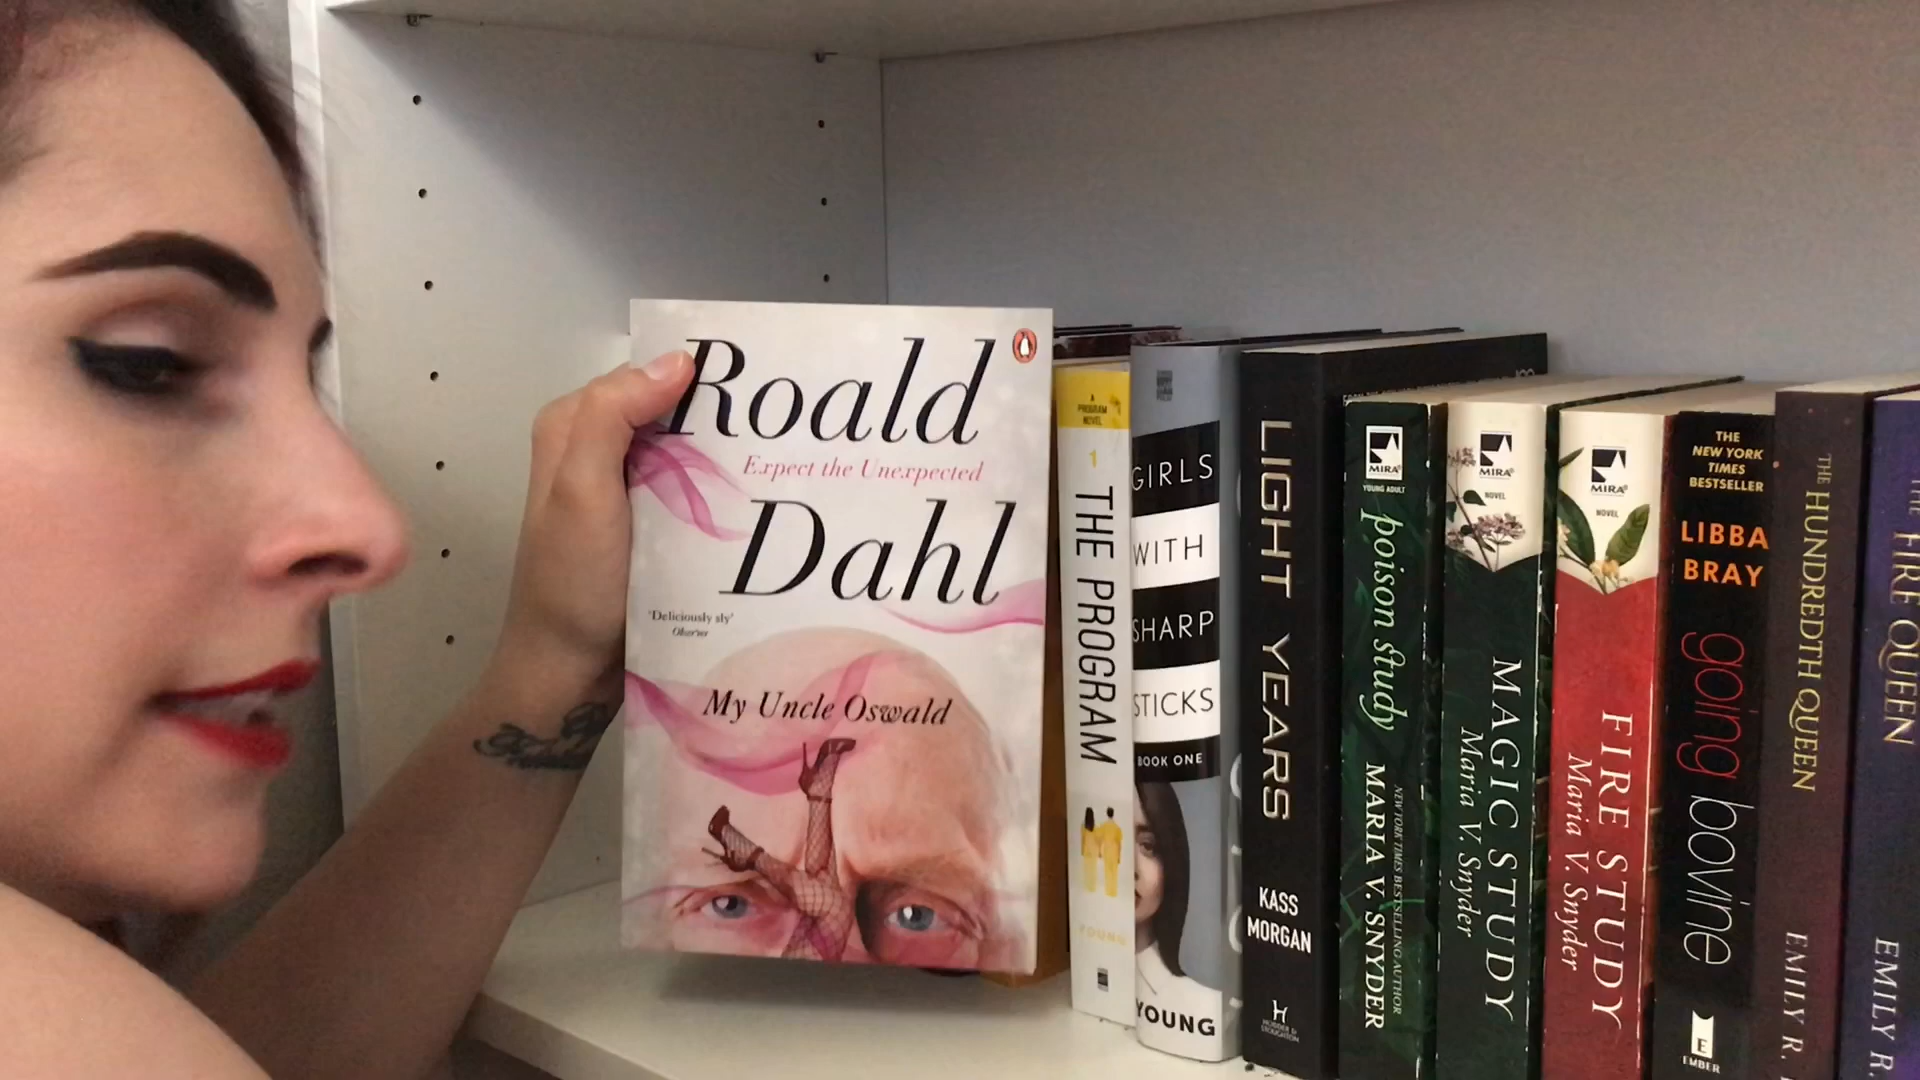 Roald
Expect the Unexpected
Dahl
'Deliciously sly'
Observer
My Uncle Oswald
A
PROGRAM
NOVEL
1
THE PROGRAM
YOUNG
GIRLS
WITH
SHARP
STICKS
BOOK ONE
YOUNG
LIGHT YEARS
KASS
MORGAN
H
HODDER &
STOUGHTON
MIRA
YOUNG ADULT
poison study
NEW YORK TIMES BESTSELLING AUTHOR
MARIA V. SNYDER
MIRA
NOVEL
MAGIC STUDY
Maria V. Snyder
MIRA
NOVEL
FIRE STUDY
Maria V. Snyder
THE
NEW YORK
TIMES
BESTSELLER
LIBBA
BRAY
going bovine
E
EMBER
THE HUNDREDTH QUEEN
EMILY R.
THE FIRE QUEEN
EMILY R.